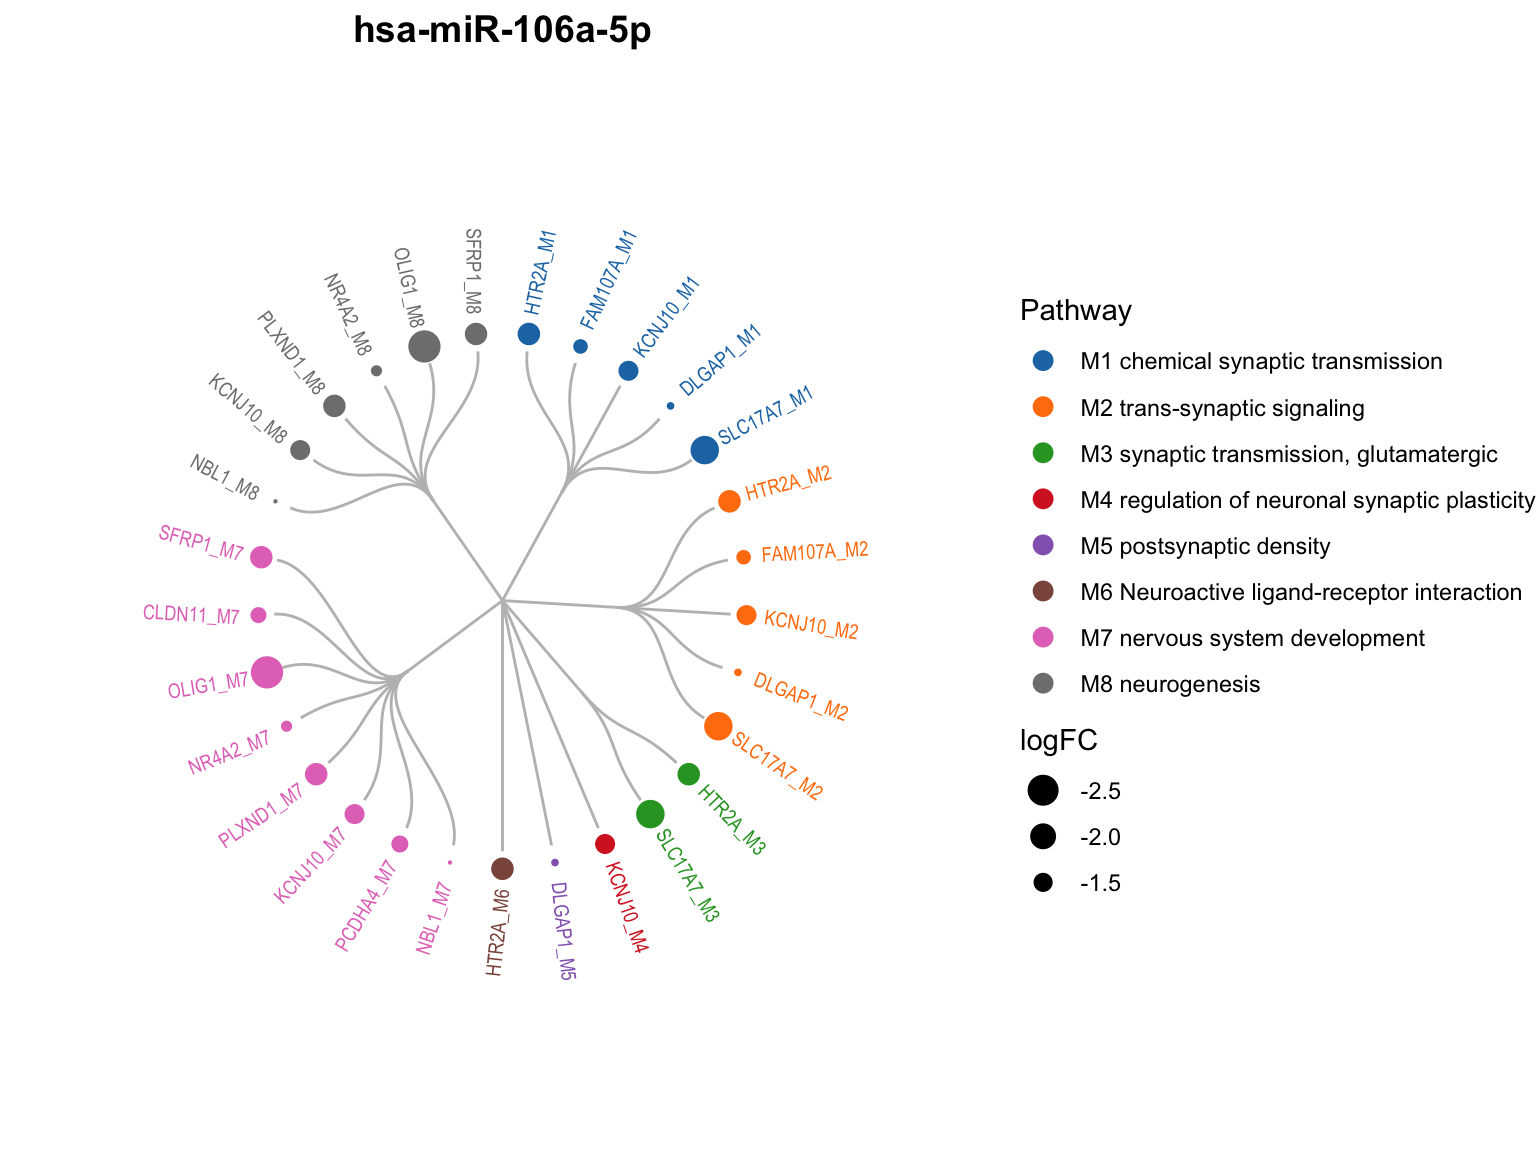 hsa-miR-106a-5p
HTR2A_M1
FAM107A_M1
KCNJ10_M1
DLGAP1_M1
SLC17A7_M1
HTR2A_M2
FAM107A_M2
KCNJ10_M2
DLGAP1_M2
SLC17A7_M2
HTR2A_M3
SLC17A7_M3
KCNJ10_M4
DLGAP1_M5
HTR2A_M6
NBL1_M7
PCDHA4_M7
KCNJ10_M7
PLXND1_M7
NR4A2_M7
OLIG1_M7
CLDN11_M7
SFRP1_M7
NBL1_M8
KCNJ10_M8
PLXND1_M8
NR4A2_M8
OLIG1_M8
SFRP1_M8
Pathway
M1 chemical synaptic transmission
M2 trans-synaptic signaling
M3 synaptic transmission, glutamatergic
M4 regulation of neuronal synaptic plasticity
M5 postsynaptic density
M6 Neuroactive ligand-receptor interaction
M7 nervous system development
M8 neurogenesis
logFC
-2.5
-2.0
-1.5